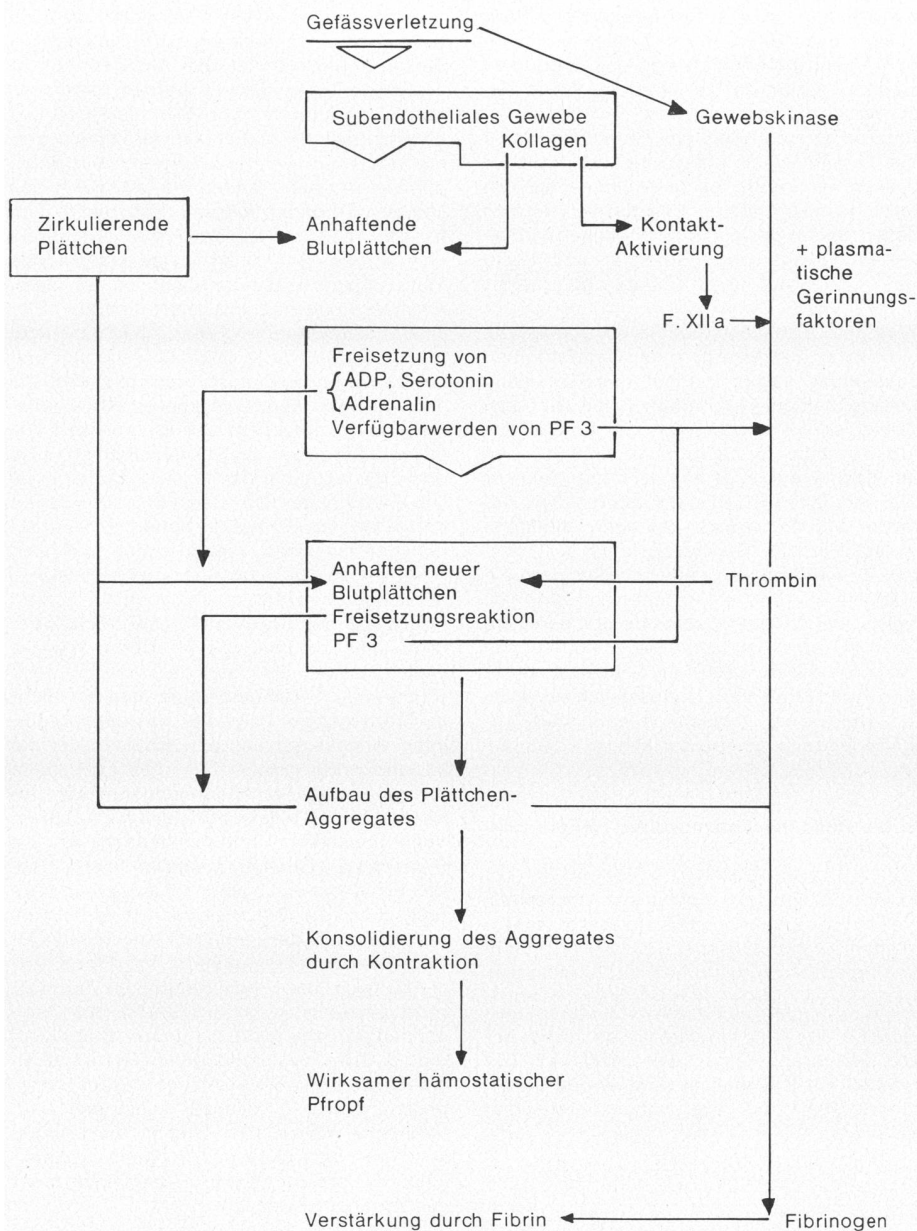 Gefässverletzung
Subendotheliales Gewebe
Kollagen
Gewebskinase
Zirkulierende
Plättchen
Anhaftende
Blutplättchen
Kontakt-
Aktivierung
+ plasma-
tische
Gerinnungs-
faktoren
F. XIIa
Freisetzung von
{ADP, Serotonin
Adrenalin
Verfügbarwerden von PF 3
Anhaften neuer
Blutplättchen
Freisetzungsreaktion
PF 3
Thrombin
Aufbau des Plättchen-
Aggregates
Konsolidierung des Aggregates
durch Kontraktion
Wirksamer hämostatischer
Pfropf
Verstärkung durch Fibrin
Fibrinogen